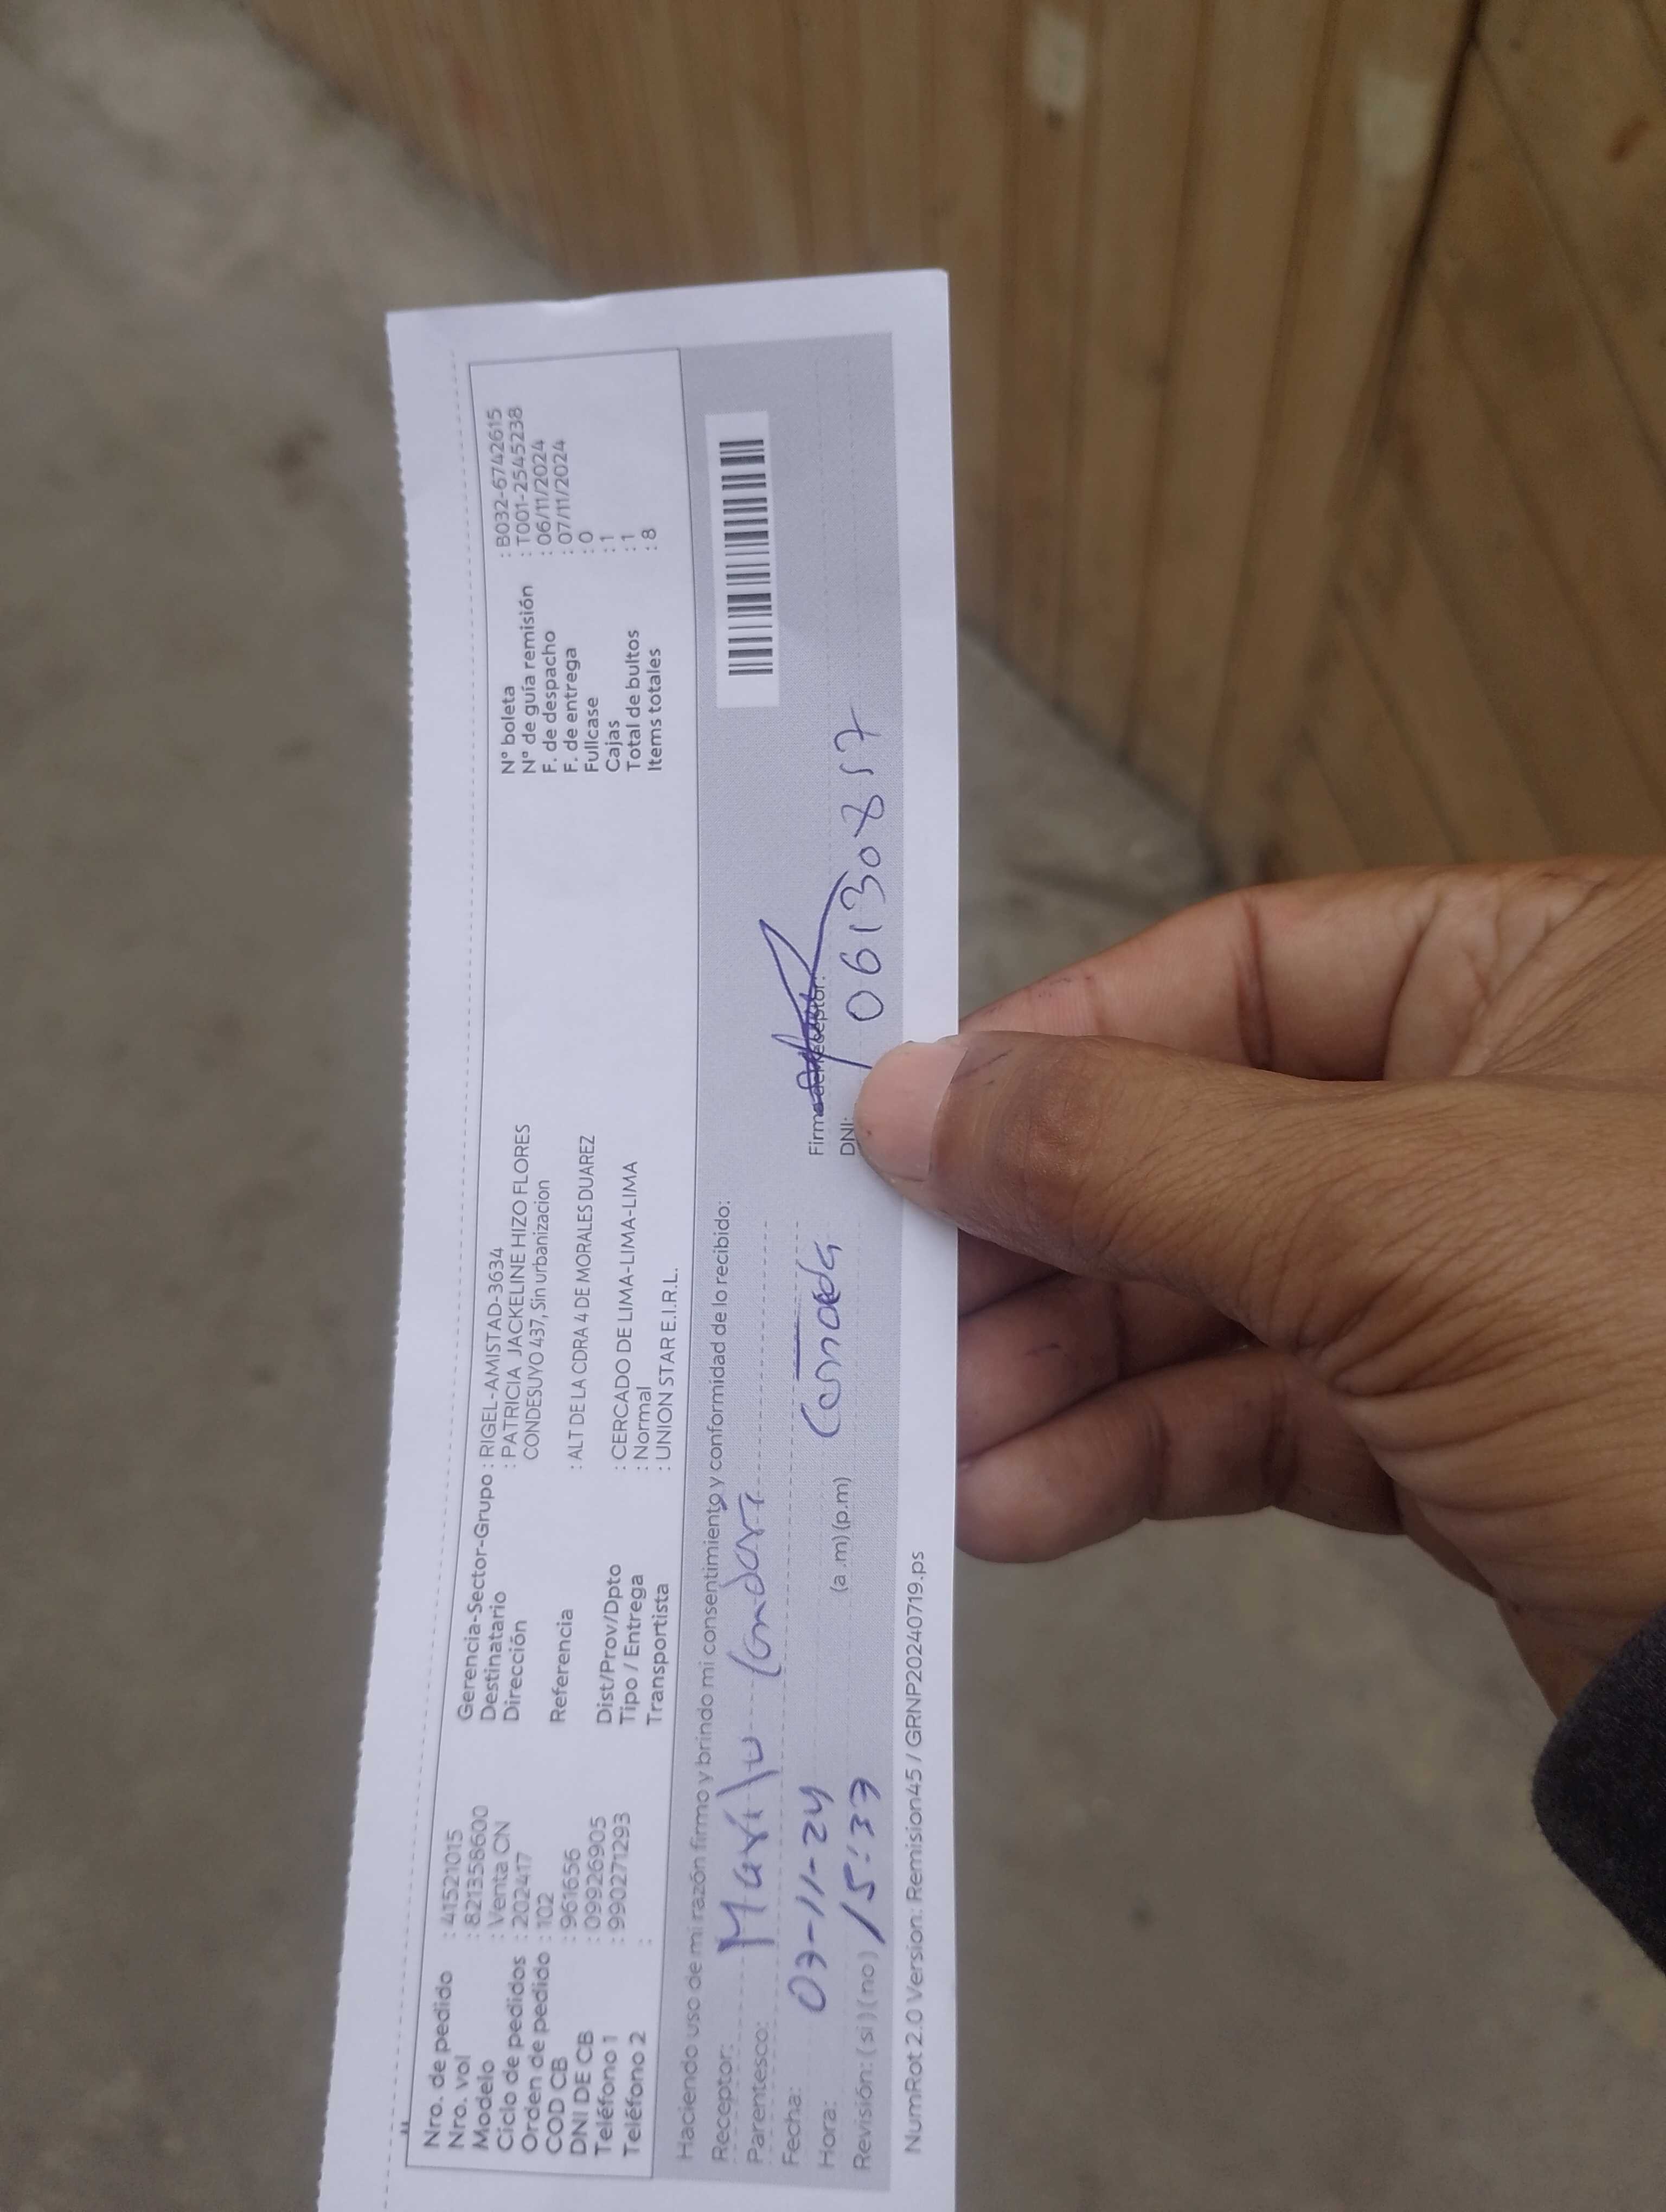 Nro. de pedido : 41521015
Nro. vol : 821358600
Modelo : Venta CN
Ciclo de pedidos : 202417
Orden de pedido : 102
COD CB : 961656
DNI DE CB : 09926905
Teléfono 1 : 990271293
Teléfono 2 :
Gerencia-Sector-Grupo : RIGEL-AMISTAD-3634
Destinatario : PATRICIA JACKELINE HIZO FLORES
Dirección CONDESUYO 437, Sin urbanizacion
Referencia : ALT DE LA CDRA 4 DE MORALES DUAREZ
Dist/Prov/Dpto : CERCADO DE LIMA-LIMA-LIMA
Tipo / Entrega : Normal
Transportista : UNION STAR E.I.R.L.
N° boleta : B032-6742615
N° de guía remisión : T001-2545238
F. de despacho : 06/11/2024
F. de entrega : 07/11/2024
Fullcase : 0
Cajas : 1
Total de bultos : 1
Items totales : 8
Haciendo uso de mi razón firmo y brindo mi consentimiento y conformidad de lo recibido:
Receptor: Marilu
Parentesco:
Fecha: 07-11-24
Hora: 15:37 (a .m) (p.m)
Revisión: ( si ) ( no )
Firma del receptor:
DNI: 06130857
NumRot 2.0 Version: Remision45 / GRNP20240719.ps